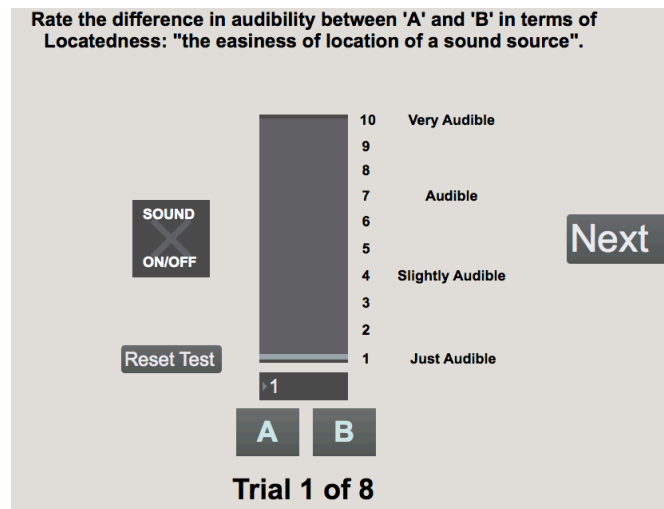 Rate the difference in audibility between 'A' and 'B' in terms of
Locatedness: "the easiness of location of a sound source".
10 Very Audible
9
8
7 Audible
SOUND
6
Next
5
ON/OFF
4 Slightly Audible
3
2
Reset Test
1 Just Audible
1
A B
Trial 1 of 8